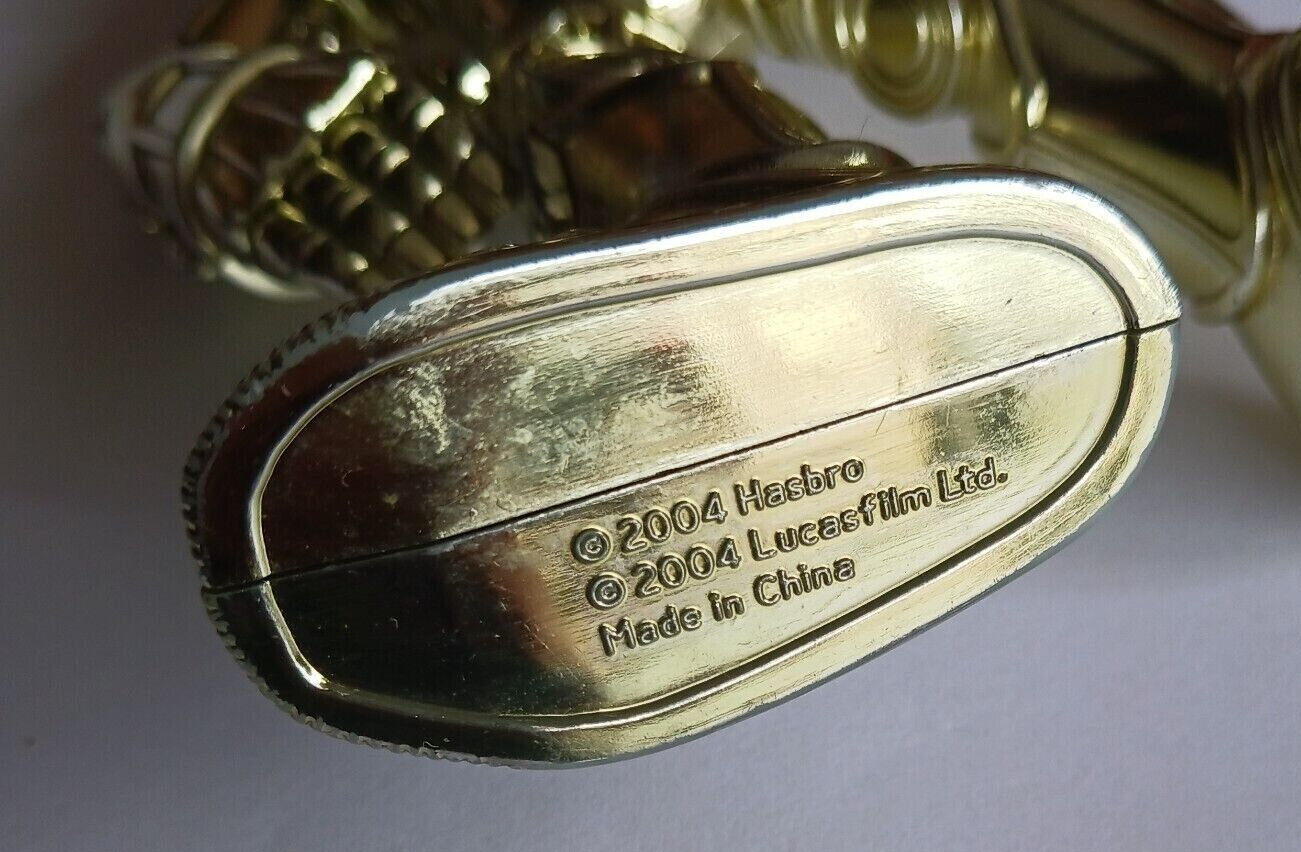 ©2004 Hasbro
©2004 Lucasfilm Ltd.
Made in China